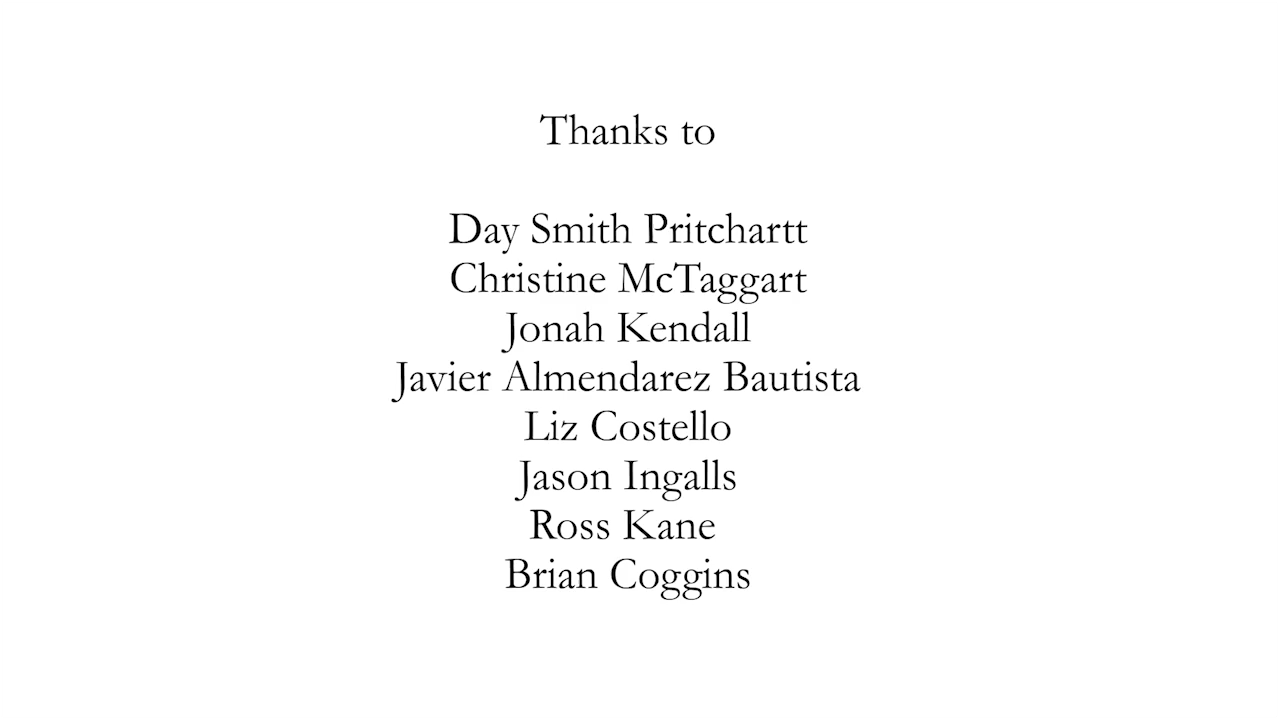 Thanks to
Day Smith Pritchartt
Christine McTaggart
Jonah Kendall
Javier Almendarez Bautista
Liz Costello
Jason Ingalls
Ross Kane
Brian Coggins